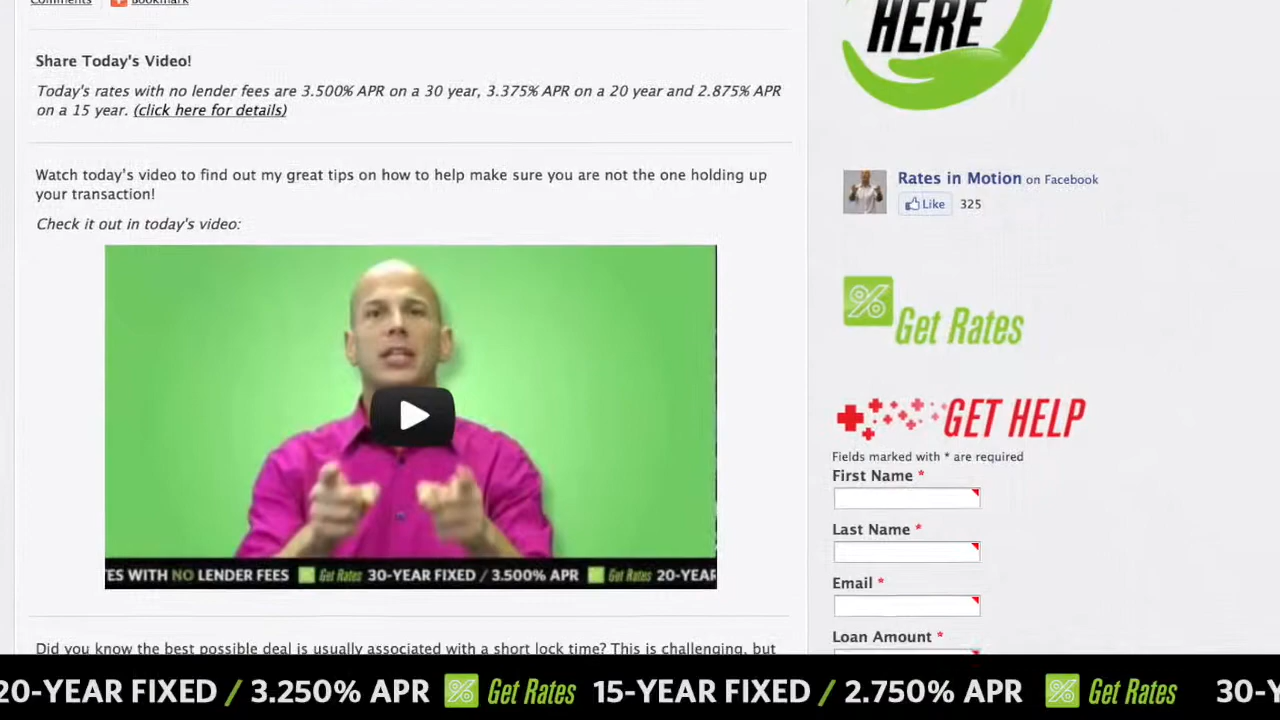 Comments
Bookmark
HERE
Share Today's Video!
Today's rates with no lender fees are 3.500% APR on a 30 year, 3.375% APR on a 20 year and 2.875% APR
on a 15 year. (click here for details)
Watch today's video to find out my great tips on how to help make sure you are not the one holding up
your transaction!
Check it out in today's video:
TES WITH NO LENDER FEES % Get Rates 30-YEAR FIXED / 3.500% APR % Get Rates 20-YEAR
Did you know the best possible deal is usually associated with a short lock time? This is challenging, but
Rates in Motion on Facebook
Like 325
% Get Rates
GET HELP
Fields marked with * are required
First Name *
Last Name *
Email *
Loan Amount *
20-YEAR FIXED / 3.250% APR % Get Rates 15-YEAR FIXED / 2.750% APR % Get Rates 30-Y